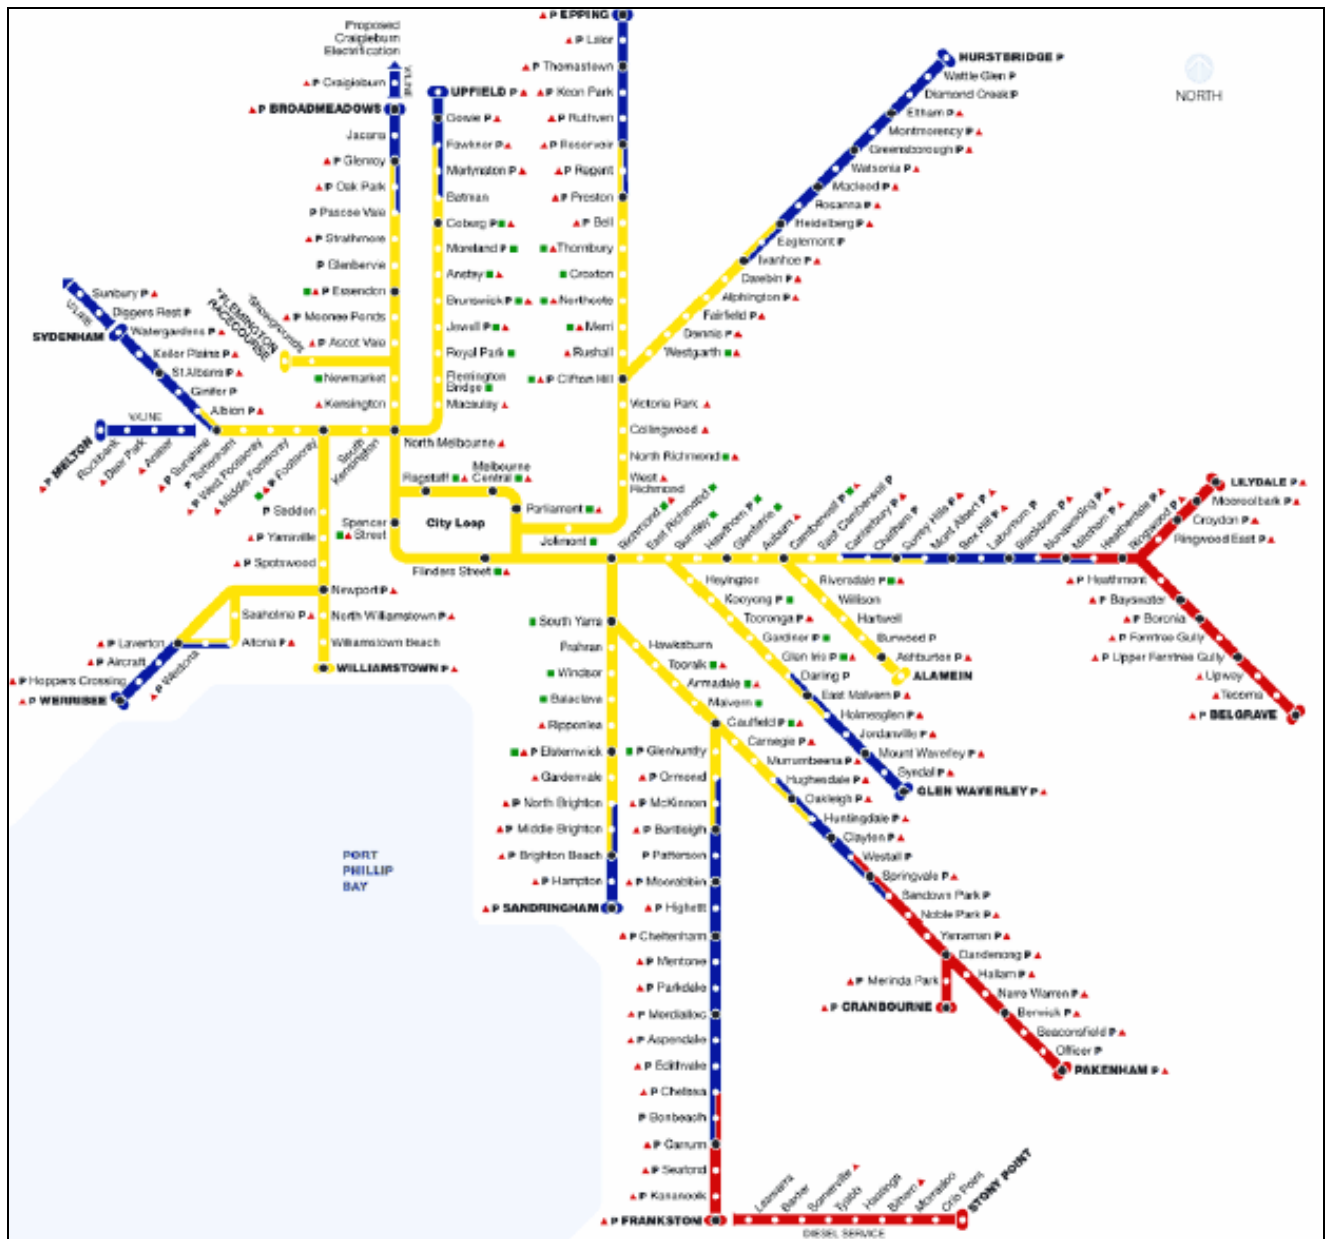 Proposed
Craigieburn
Electrification
V/LINE
P Craigieburn
P BROADMEADOWS
Jacana
P Glenroy
P Oak Park
P Pascoe Vale
P Strathmore
P Glenbervie
P Essendon
P Moonee Ponds
P Ascot Vale
Newmarket
Kensington
Showgrounds
*FLEMINGTON
RACECOURSE
UPFIELD P
Gowrie P
Fawkner P
Merlynston P
Batman
Coburg P
Moreland P
Anstey
Brunswick P
Jewell P
Royal Park
Flemington
Bridge
Macaulay
North Melbourne
P EPPING
P Lalor
P Thomastown
P Keon Park
P Ruthven
P Reservoir
P Regent
P Preston
P Bell
Thornbury
Croxton
Northcote
Merri
Rushall
P Clifton Hill
Victoria Park
Collingwood
North Richmond
West
Richmond
Jolimont
HURSTBRIDGE P
Wattle Glen P
Diamond Creek P
Eltham P
Montmorency P
Greensborough P
Watsonia P
Macleod P
Rosanna P
Heidelberg P
Eaglemont P
Ivanhoe P
Darebin P
Alphington P
Fairfield P
Dennis P
Westgarth
NORTH
Sunbury P
Diggers Rest P
V/LINE
Watergardens P
SYDENHAM
Keilor Plains P
St Albans P
Ginifer P
Albion P
V/LINE
P MELTON
Rockbank
Deer Park
Ardeer
P Sunshine
P Tottenham
P West Footscray
P Middle Footscray
P Footscray
South
Kensington
P Seddon
P Yarraville
P Spotswood
Newport P
North Williamstown P
Williamstown Beach
WILLIAMSTOWN P
Seaholme P
Altona P
P Westona
P Laverton
P Aircraft
P Hoppers Crossing
P WERRIBEE
Flagstaff
Melbourne
Central
Parliament
City Loop
Spencer
Street
Flinders Street
Richmond
East Richmond
Burnley
Hawthorn P
Glenferrie
Auburn
Camberwell P
East Camberwell P
Canterbury P
Chatham P
Surrey Hills P
Mont Albert P
Box Hill P
Laburnum P
Blackburn P
Nunawading P
Mitcham P
Heatherdale P
Ringwood P
LILYDALE P
Mooroolbark P
Croydon P
Ringwood East P
P Heathmont
P Bayswater
P Boronia
P Ferntree Gully
P Upper Ferntree Gully
Upwey
Tecoma
P BELGRAVE
Riversdale P
Willison
Hartwell
Burwood P
Ashburton P
ALAMEIN
Heyington
Kooyong P
Tooronga P
Gardiner P
Glen Iris P
Darling P
East Malvern P
Holmesglen P
Jordanville P
Mount Waverley P
Syndal P
GLEN WAVERLEY P
South Yarra
Prahran
Windsor
Balaclava
Ripponlea
P Elsternwick
Gardenvale
P North Brighton
P Middle Brighton
P Brighton Beach
P Hampton
P SANDRINGHAM
Hawksburn
Toorak
Armadale
Malvern
Caulfield P
Carnegie P
Murrumbeena P
Hughesdale P
Oakleigh P
Huntingdale P
Clayton P
Westall P
Springvale P
Sandown Park P
Noble Park P
Yarraman P
Dandenong P
Hallam P
Narre Warren P
Berwick P
Beaconsfield P
Officer P
PAKENHAM P
P Merinda Park
P CRANBOURNE
P Glenhuntly
P Ormond
P McKinnon
P Bentleigh
P Patterson
P Moorabbin
P Highett
P Cheltenham
P Mentone
P Parkdale
P Mordialloc
P Aspendale
P Edithvale
P Chelsea
P Bonbeach
P Carrum
P Seaford
P Kananook
P FRANKSTON
Leawarra
Baxter
Somerville
Tyabb
Hastings
Bittern
Morradoo
Crib Point
STONY POINT
DIESEL SERVICE
PORT
PHILLIP
BAY